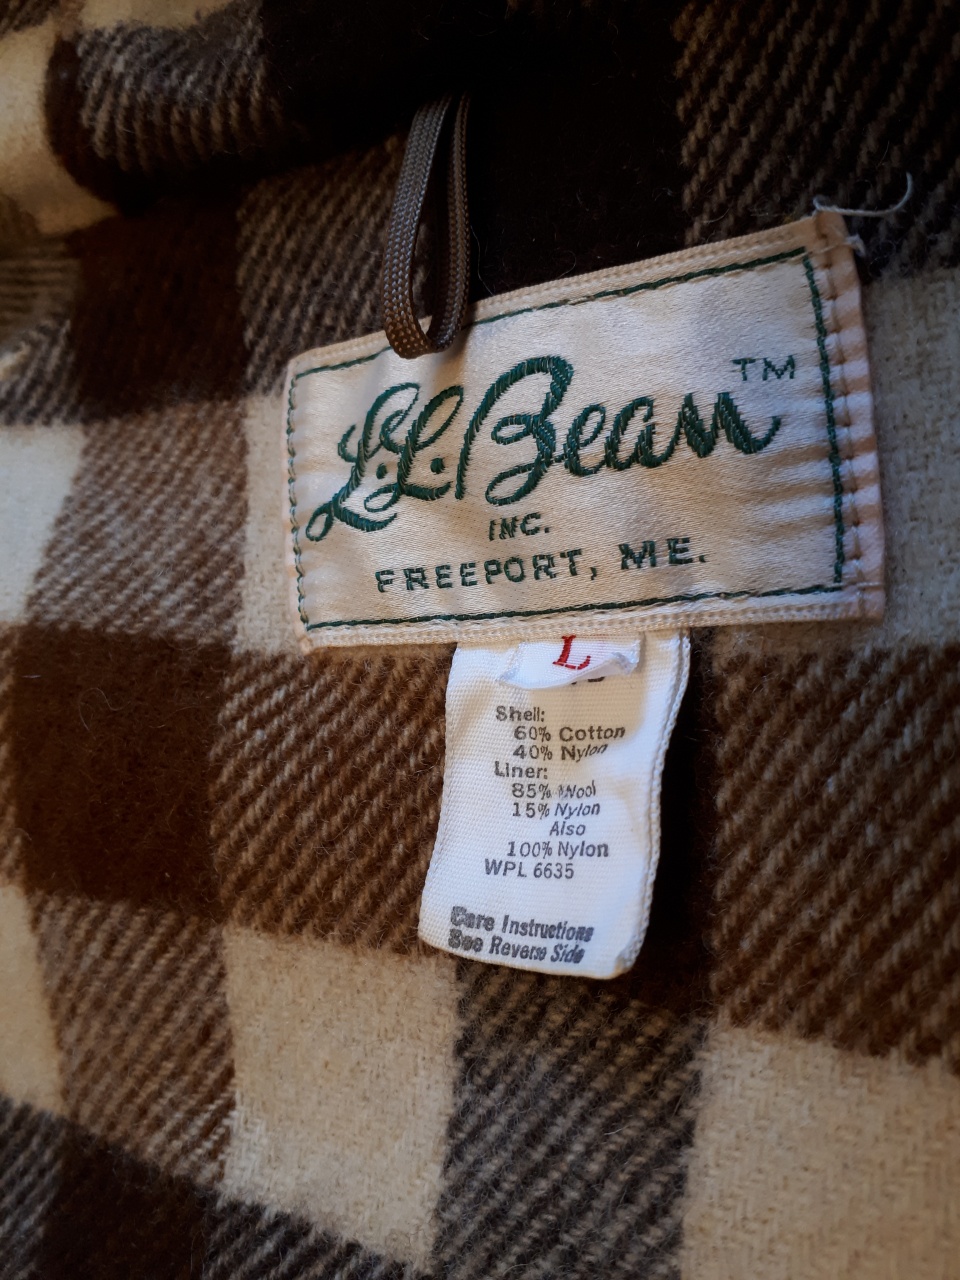 L.L.Bean™
INC.
FREEPORT, ME.
L
Shell:
60% Cotton
40% Nylon
Liner:
85% Wool
15% Nylon
Also
100% Nylon
WPL 6635
Care Instructions
See Reverse Side